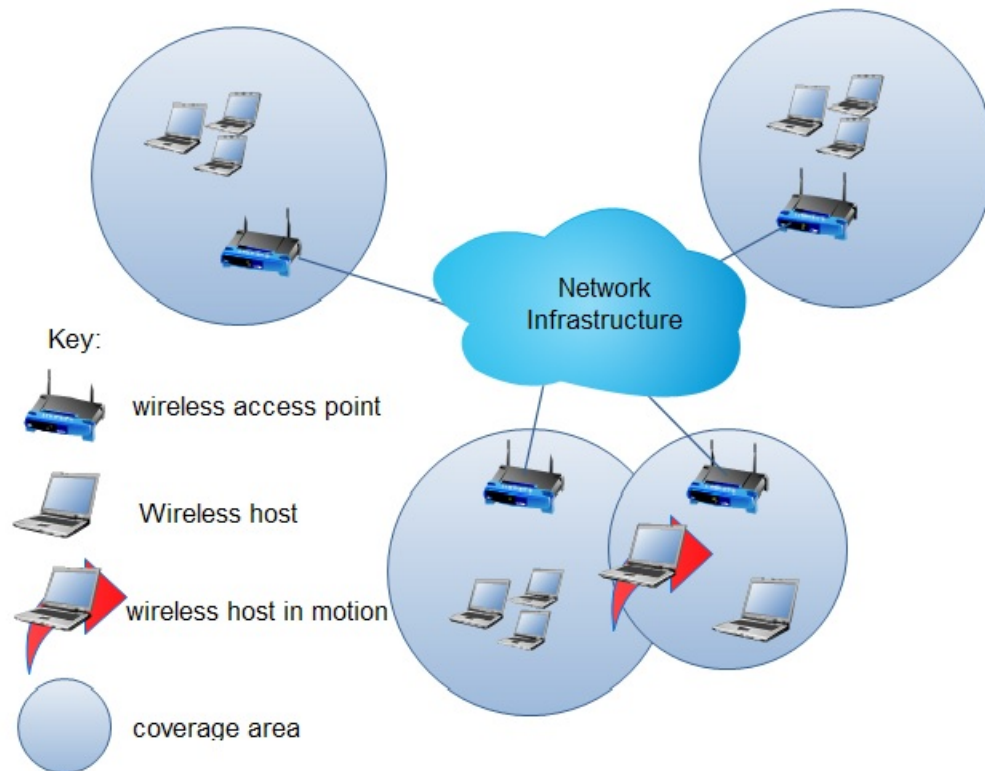 Network
Infrastructure
Key:
wireless access point
Wireless host
wireless host in motion
coverage area